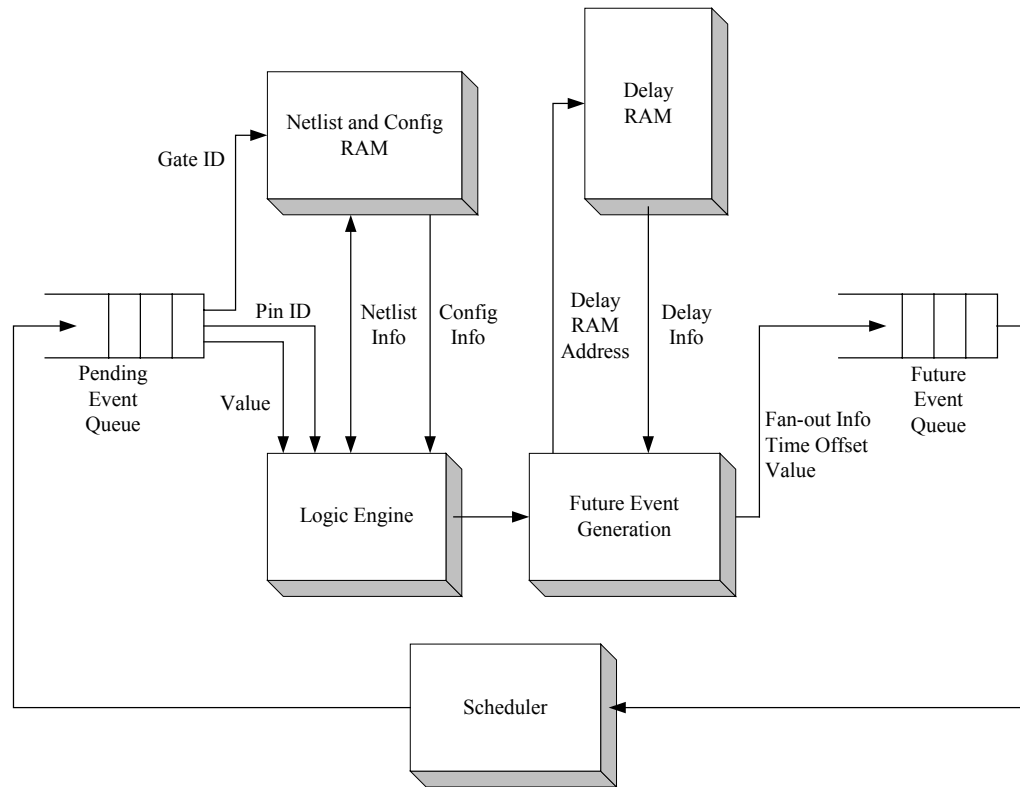 Delay
RAM
Netlist and Config
RAM
Gate ID
Pin ID
Netlist
Info
Config
Info
Delay
RAM
Address
Delay
Info
Pending
Event
Queue
Value
Future
Event
Queue
Fan-out Info
Time Offset
Value
Logic Engine
Future Event
Generation
Scheduler